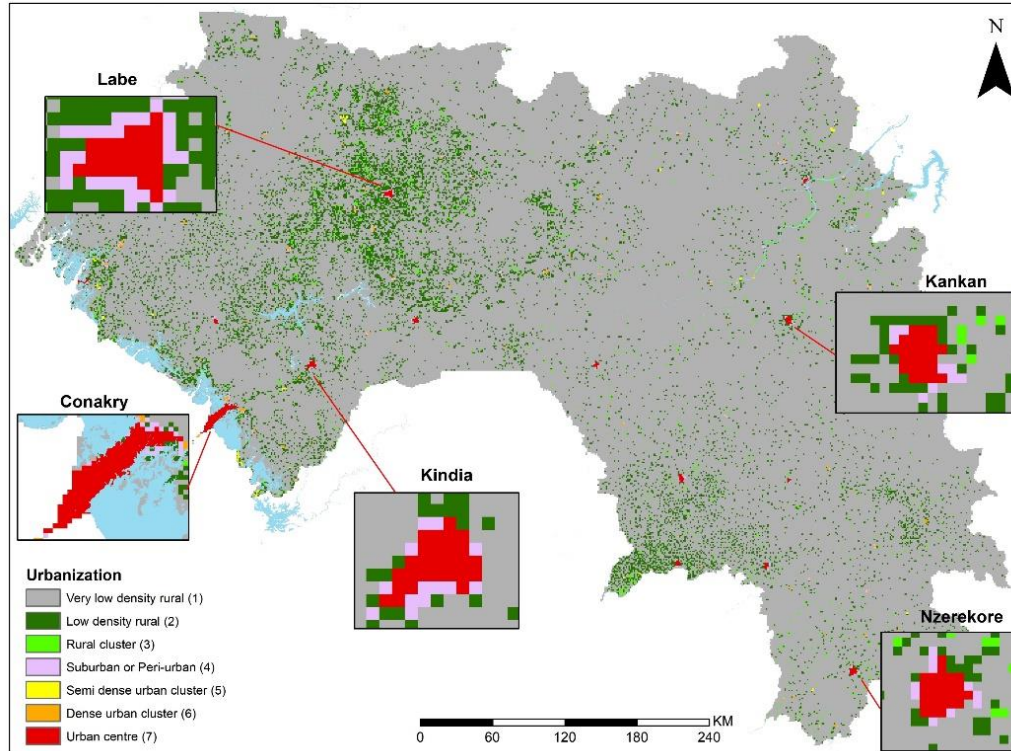 N
Labe
Kankan
Conakry
Kindia
Nzerekore
Urbanization
Very low density rural (1)
Low density rural (2)
Rural cluster (3)
Suburban or Peri-urban (4)
Semi dense urban cluster (5)
Dense urban cluster (6)
Urban centre (7)
KM
0 60 120 180 240